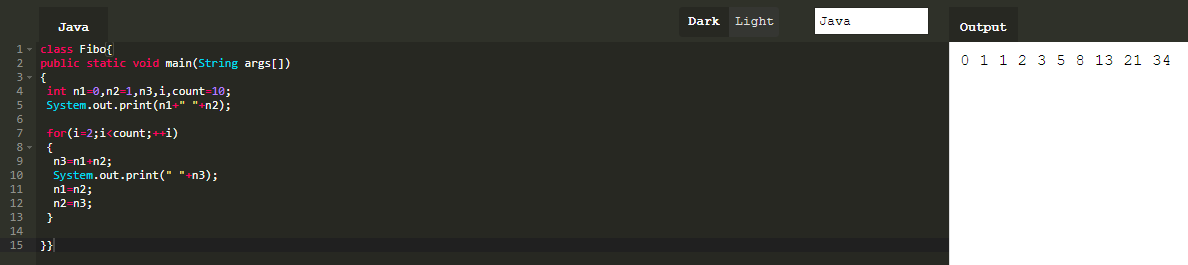 Java
Dark Light
Java
Output
1 class Fibo{
2 public static void main(String args[])
3 {
4  int n1=0,n2=1,n3,i,count=10;
5  System.out.print(n1+" "+n2);
6
7  for(i=2;i<count;++i)
8  {
9   n3=n1+n2;
10   System.out.print(" "+n3);
11   n1=n2;
12   n2=n3;
13  }
14
15 }}
0 1 1 2 3 5 8 13 21 34